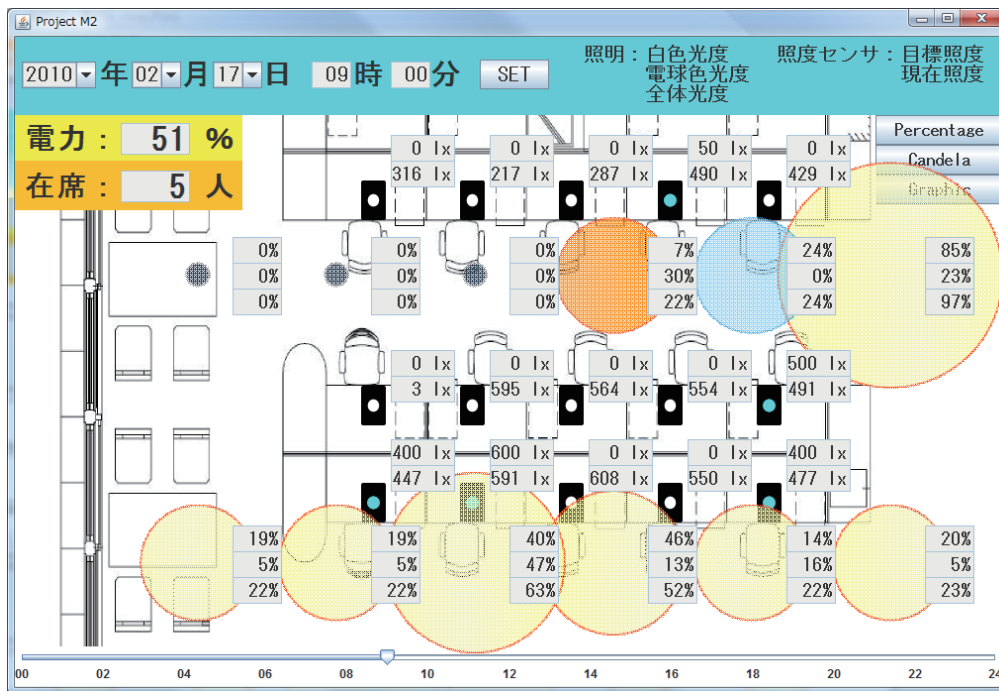 Project M2
2010 年 02 月 17 日 09 時 00 分 SET
照明：白色光度 照度センサ：目標照度
電球色光度 現在照度
全体光度
電力： 51 %
在席： 5 人
Percentage
Candela
Graphic
0 lx 0 lx 0 lx 50 lx 0 lx
316 lx 217 lx 287 lx 490 lx 429 lx
0% 0% 0% 7% 24% 85%
0% 0% 0% 30% 0% 23%
0% 0% 0% 22% 24% 97%
0 lx 0 lx 0 lx 0 lx 500 lx
3 lx 595 lx 564 lx 554 lx 491 lx
400 lx 600 lx 0 lx 0 lx 400 lx
447 lx 591 lx 608 lx 550 lx 477 lx
19% 19% 40% 46% 14% 20%
5% 5% 47% 13% 16% 5%
22% 22% 63% 52% 22% 23%
00 02 04 06 08 10 12 14 16 18 20 22 24